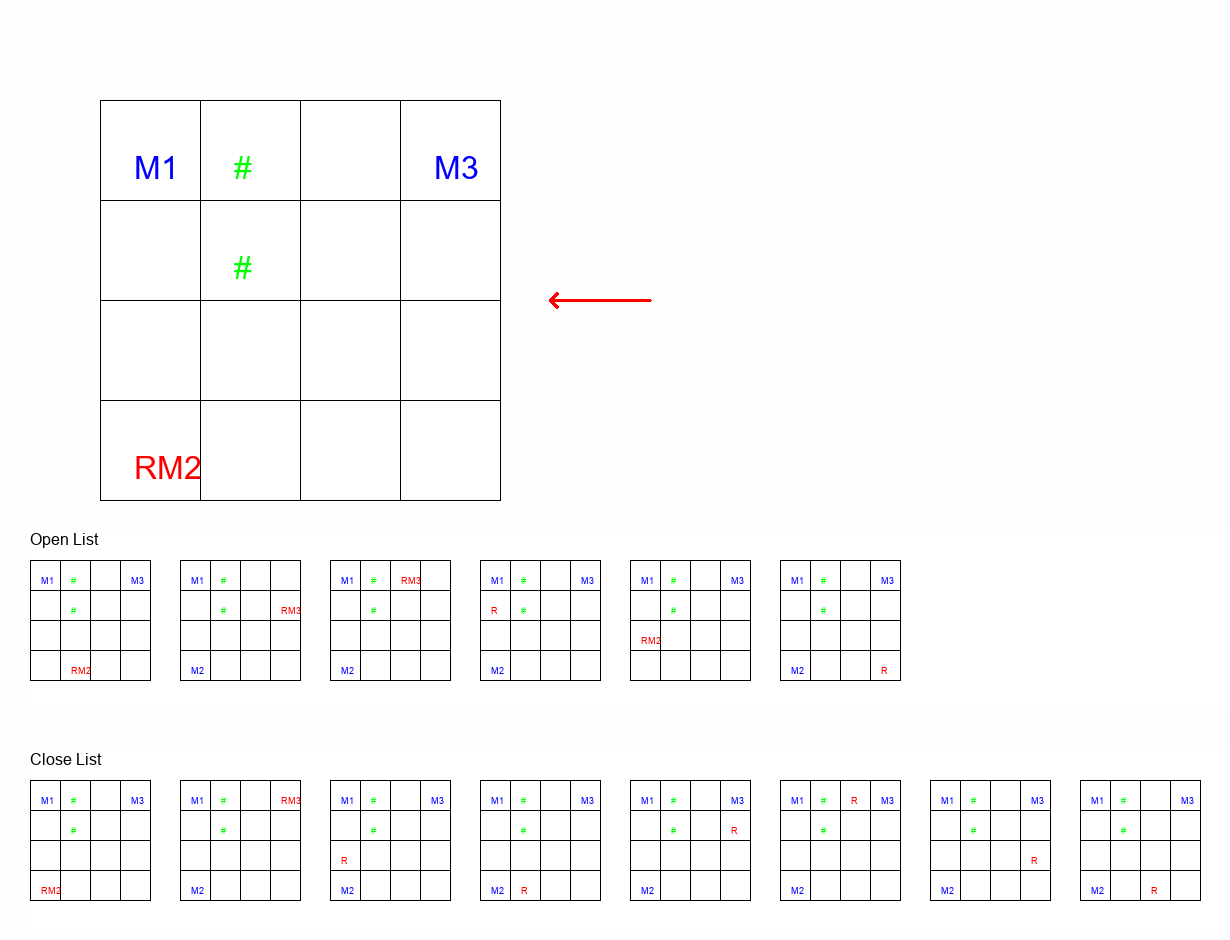 M1 # M3
#
RM2
Open List
M1 # M3 M1 # M1 # RM3 M1 # M3 M1 # M3 M1 # M3
# # RM3 # R # # #
RM2
RM2 M2 M2 M2 M2 R
Close List
M1 # M3 M1 # RM3 M1 # M3 M1 # M3 M1 # M3 M1 # R M3 M1 # M3 M1 # M3
# # # # # R # # #
R R
RM2 M2 M2 M2 R M2 M2 M2 M2 R